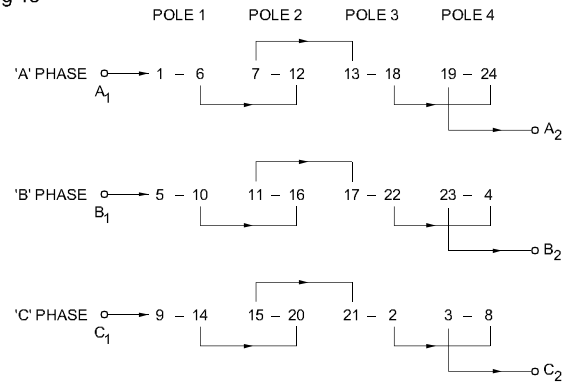 POLE 1 POLE 2 POLE 3 POLE 4
'A' PHASE 1 – 6 7 – 12 13 – 18 19 – 24
A1
A2
'B' PHASE 5 – 10 11 – 16 17 – 22 23 – 4
B1
B2
'C' PHASE 9 – 14 15 – 20 21 – 2 3 – 8
C1
C2